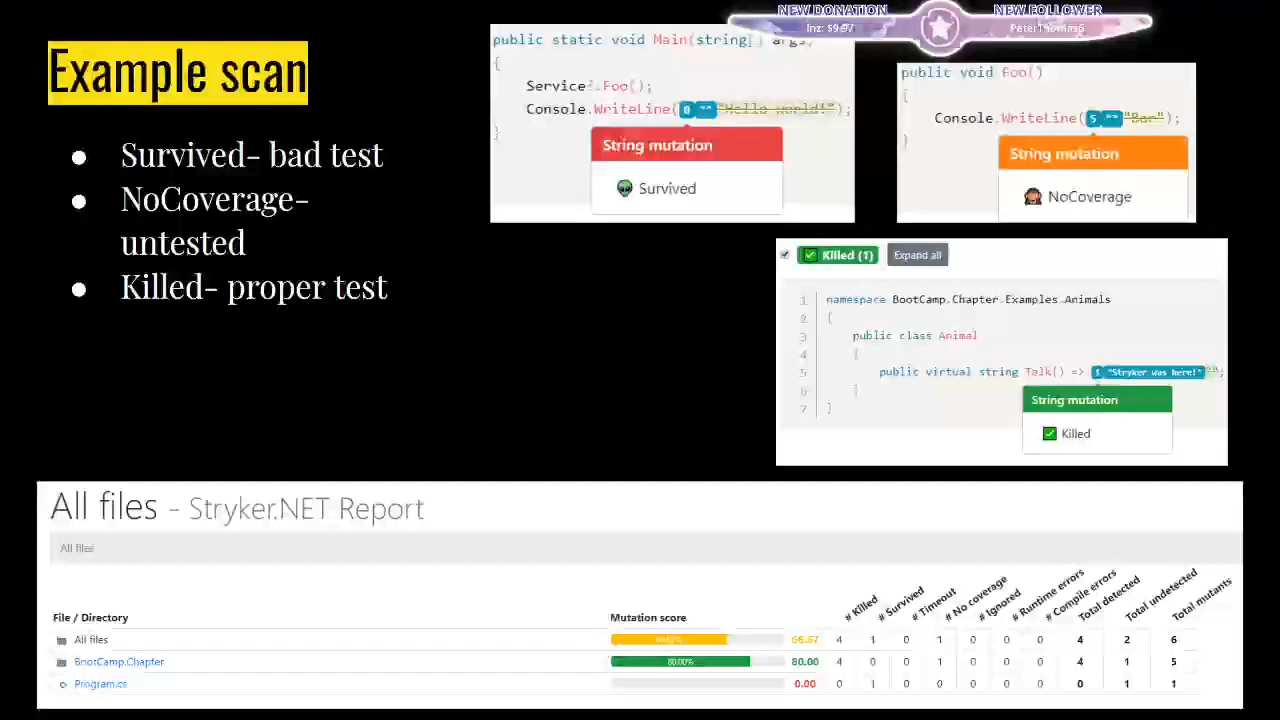 NEW DONATION
NEW FOLLOWER
Inz: $9.97
Example scan
● Survived- bad test
● NoCoverage-
untested
● Killed- proper test
public static void Main(string[] args)
{
Service.Foo();
Console.WriteLine(0 "" "Hello world!");
}
String mutation
Survived
public void Foo()
{
Console.WriteLine(5 "" "Bar");
}
String mutation
NoCoverage
Killed (1)
Expand all
1 namespace BootCamp.Chapter.Examples.Animals
2 {
3 public class Animal
4 {
5 public virtual string Talk() => "Stryker was here!" "";
6 }
7 }
String mutation
Killed
All files - Stryker.NET Report
All files
File / Directory Mutation score # Killed # Survived # Timeout # No coverage # Ignored # Runtime errors # Compile errors Total detected Total undetected Total mutants
All files 66.67% 66.67 4 1 0 1 0 0 0 4 2 6
BootCamp.Chapter 80.00% 80.00 4 0 0 1 0 0 0 4 1 5
Program.cs 0.00 0 1 0 0 0 0 0 0 1 1